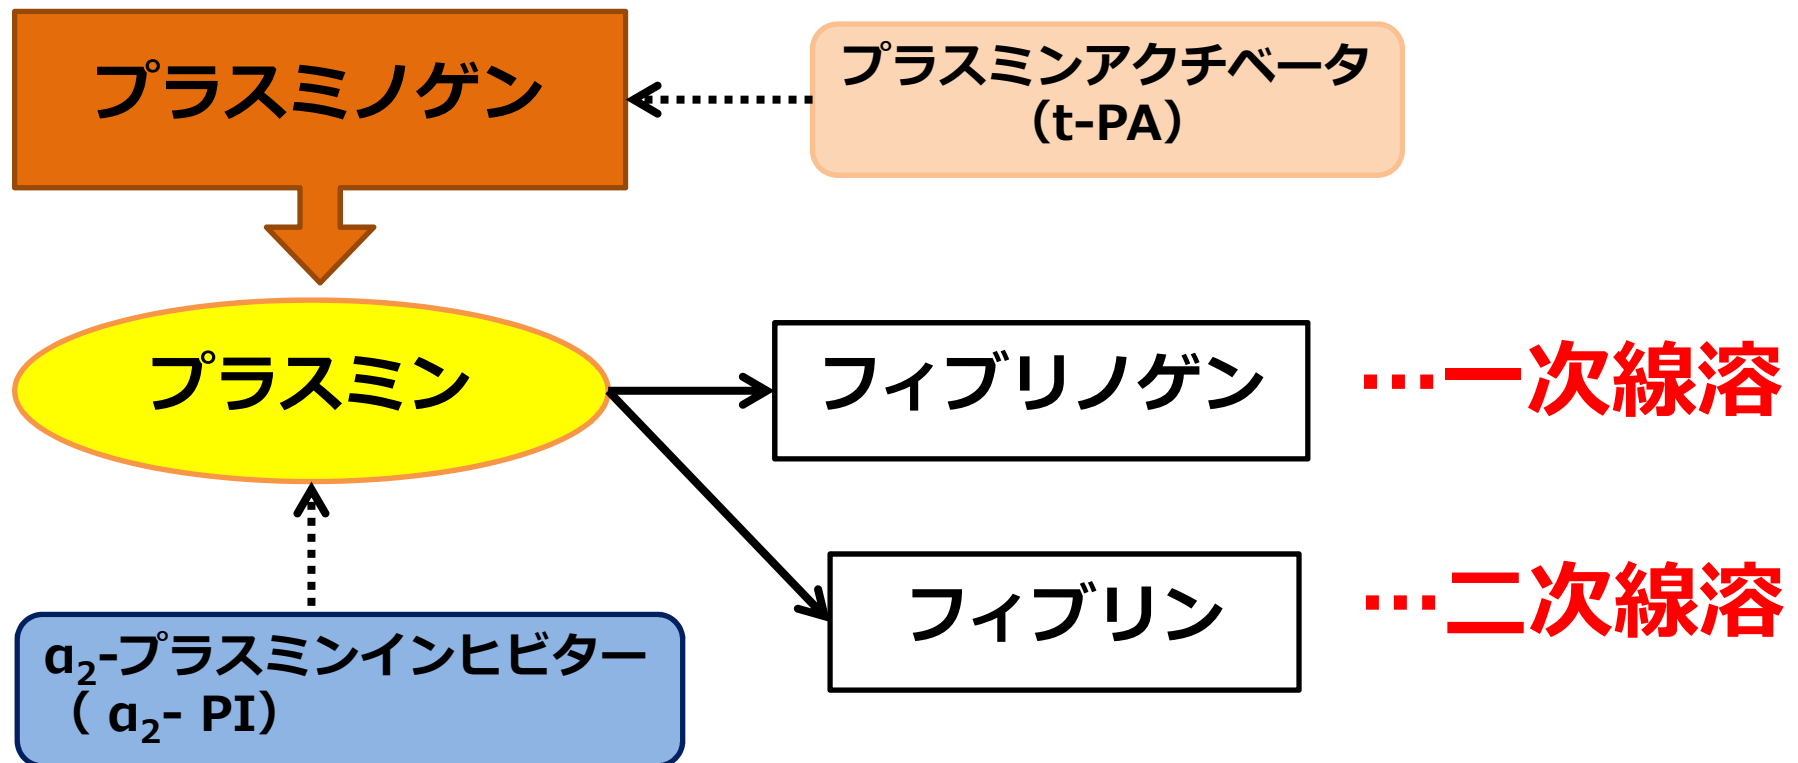 プラスミノゲン
プラスミンアクチベータ
（t-PA）
プラスミン
フィブリノゲン
…一次線溶
フィブリン
…二次線溶
α₂-プラスミンインヒビター
（ α₂- PI）